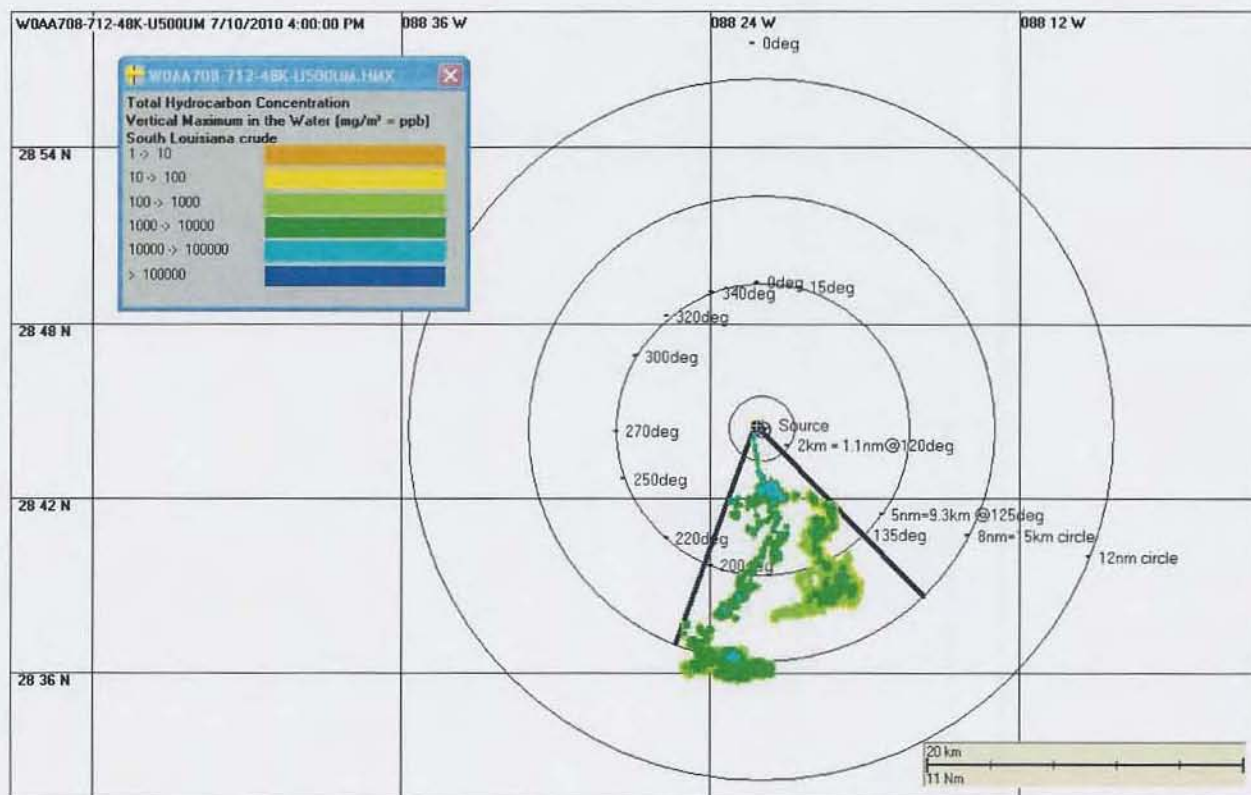 W0AA708-712-48K-U500UM 7/10/2010 4:00:00 PM
088 36 W
088 24 W
088 12 W
0deg
W0AA708-712-48K-U500UM.HMX
Total Hydrocarbon Concentration
Vertical Maximum in the Water (mg/m³ = ppb)
South Louisiana crude
1 -> 10
10 -> 100
100 -> 1000
1000 -> 10000
10000 -> 100000
> 100000
28 54 N
0deg
340deg
15deg
320deg
28 48 N
300deg
Source
270deg
2km = 1.1nm@120deg
250deg
28 42 N
5nm=9.3km @125deg
220deg
135deg
8nm=15km circle
12nm circle
200deg
28 36 N
20 km
11 Nm